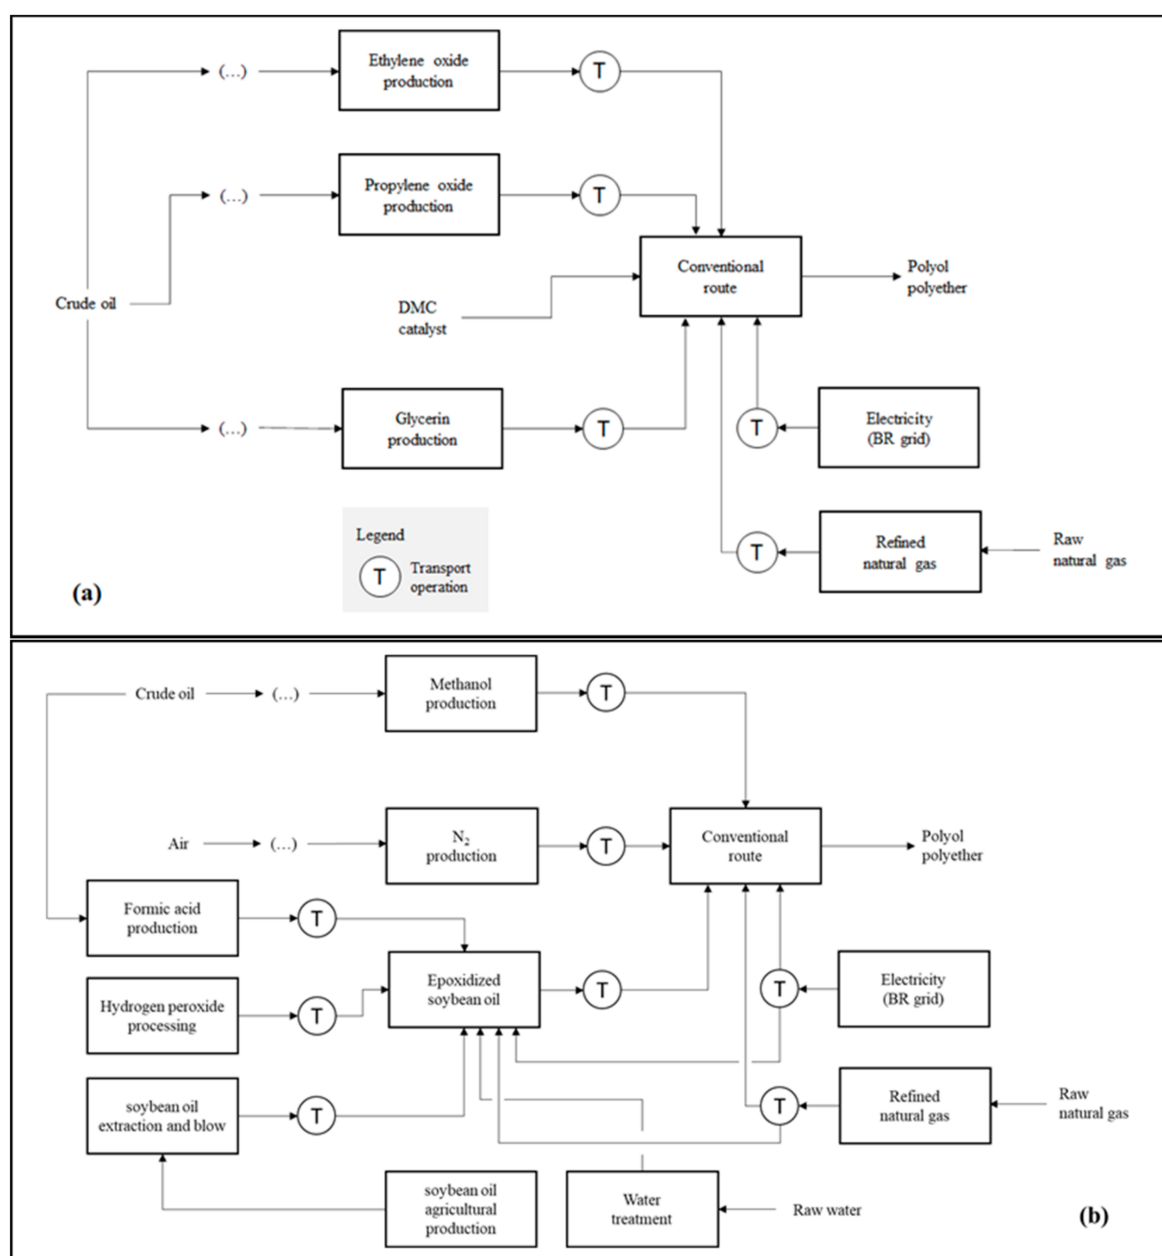 Ethylene oxide
production
T
(...)
Propylene oxide
production
T
(...)
Conventional
route
Polyol
polyether
Crude oil
DMC
catalyst
(...)
Glycerin
production
T
T
Electricity
(BR grid)
Legend
T
Transport
operation
T
Refined
natural gas
Raw
natural gas
(a)
Crude oil
(...)
Methanol
production
T
Air
(...)
N₂
production
T
Conventional
route
Polyol
polyether
Formic acid
production
T
Epoxidized
soybean oil
T
T
Electricity
(BR grid)
Hydrogen peroxide
processing
T
soybean oil
extraction and blow
T
T
Refined
natural gas
Raw
natural gas
soybean oil
agricultural
production
Water
treatment
Raw water
(b)